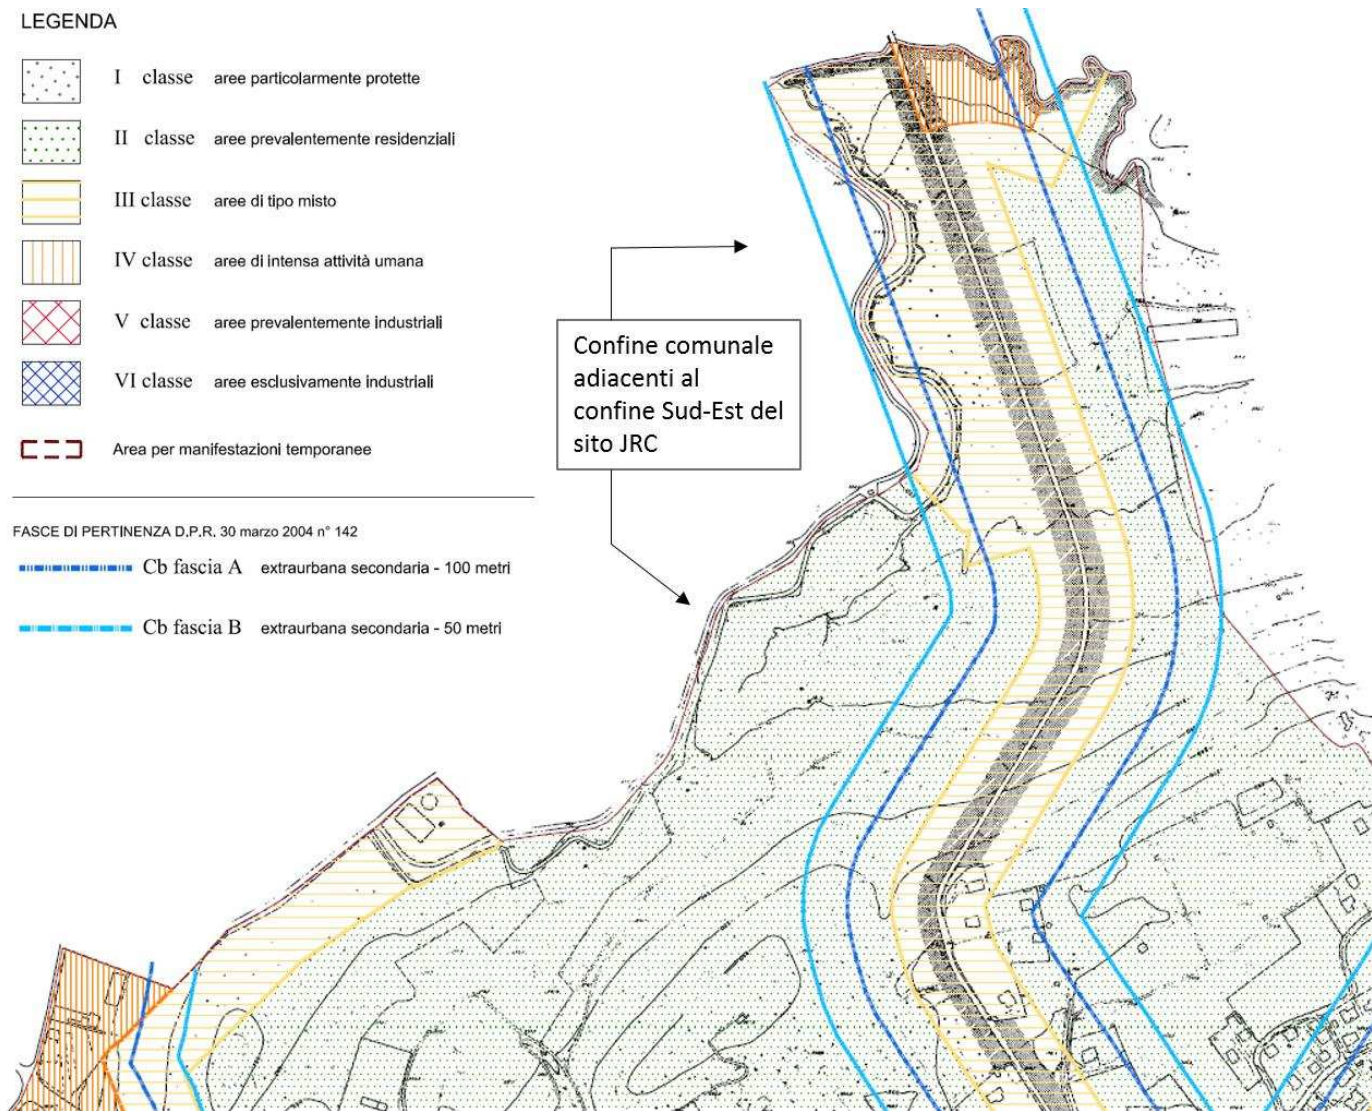 LEGENDA
I classe aree particolarmente protette
II classe aree prevalentemente residenziali
III classe aree di tipo misto
IV classe aree di intensa attività umana
V classe aree prevalentemente industriali
VI classe aree esclusivamente industriali
Area per manifestazioni temporanee
FASCE DI PERTINENZA D.P.R. 30 marzo 2004 n° 142
Cb fascia A extraurbana secondaria - 100 metri
Cb fascia B extraurbana secondaria - 50 metri
Confine comunale
adiacenti al
confine Sud-Est del
sito JRC